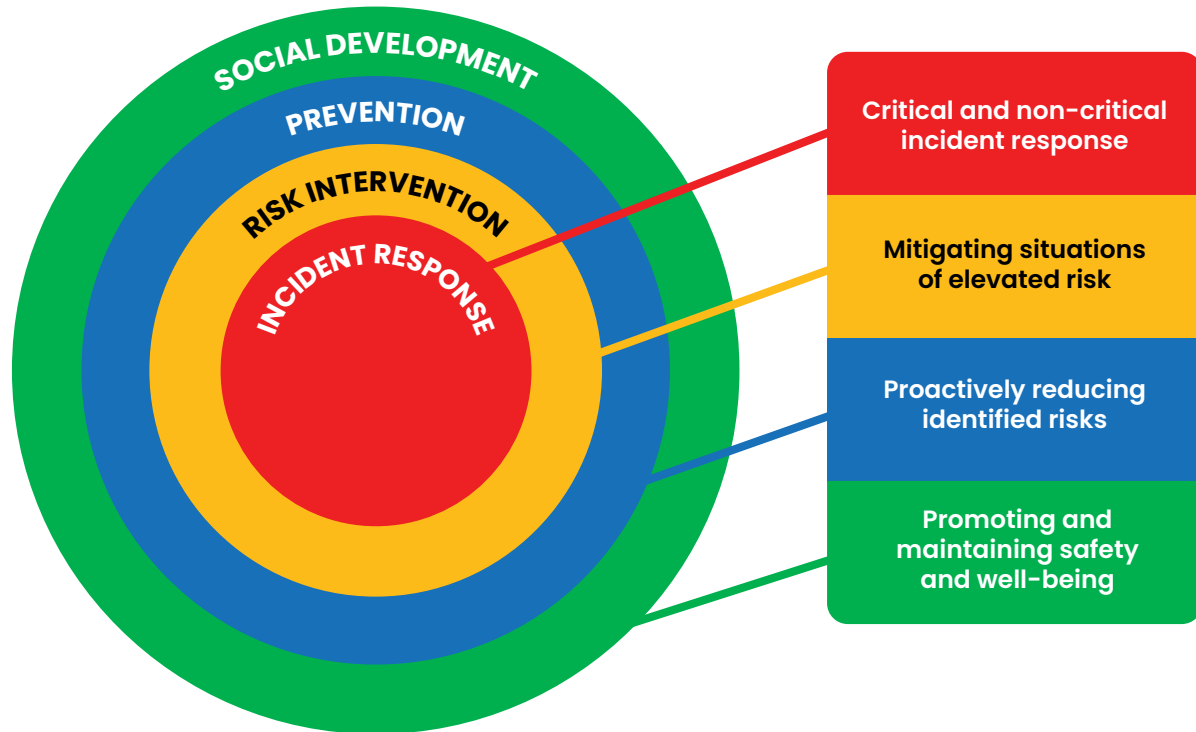 SOCIAL DEVELOPMENT
PREVENTION
RISK INTERVENTION
INCIDENT RESPONSE
Critical and non-critical
incident response
Mitigating situations
of elevated risk
Proactively reducing
identified risks
Promoting and
maintaining safety
and well-being